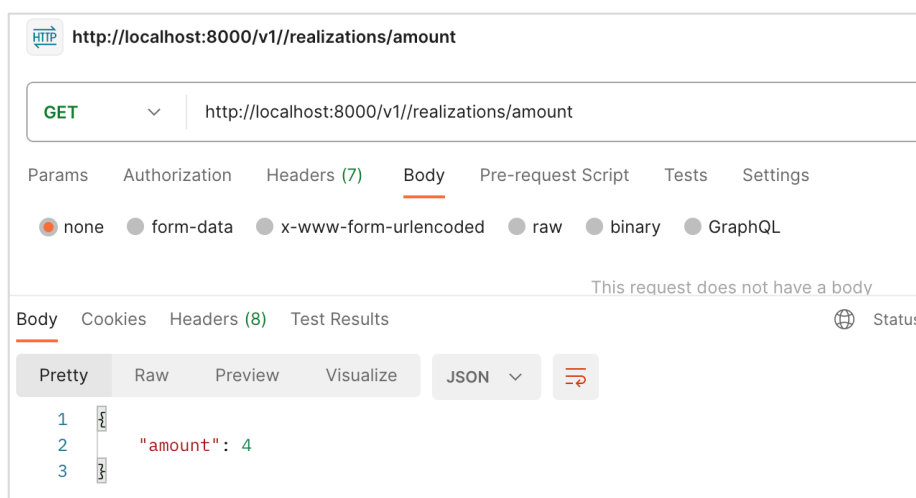 HTTP http://localhost:8000/v1//realizations/amount
GET http://localhost:8000/v1//realizations/amount
Params Authorization Headers (7) Body Pre-request Script Tests Settings
none form-data x-www-form-urlencoded raw binary GraphQL
This request does not have a body
Body Cookies Headers (8) Test Results Status
Pretty Raw Preview Visualize JSON
1 {
2 "amount": 4
3 }